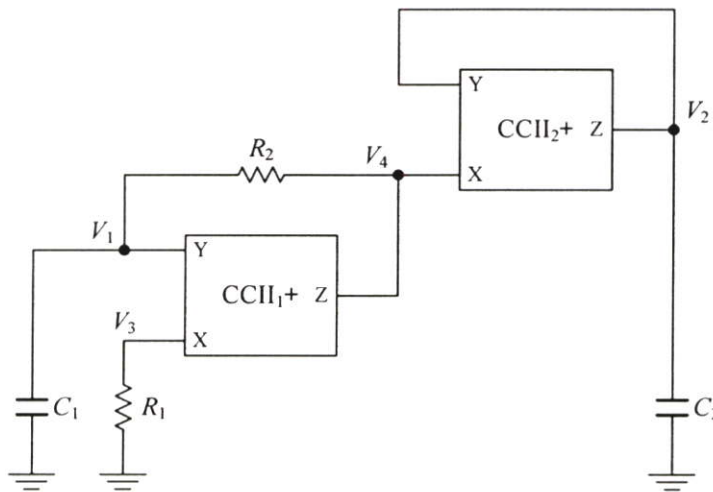 Y
CCII₂+
Z
X
V₂
R₂
V₄
V₁
Y
CCII₁+
Z
V₃
X
C₁
R₁